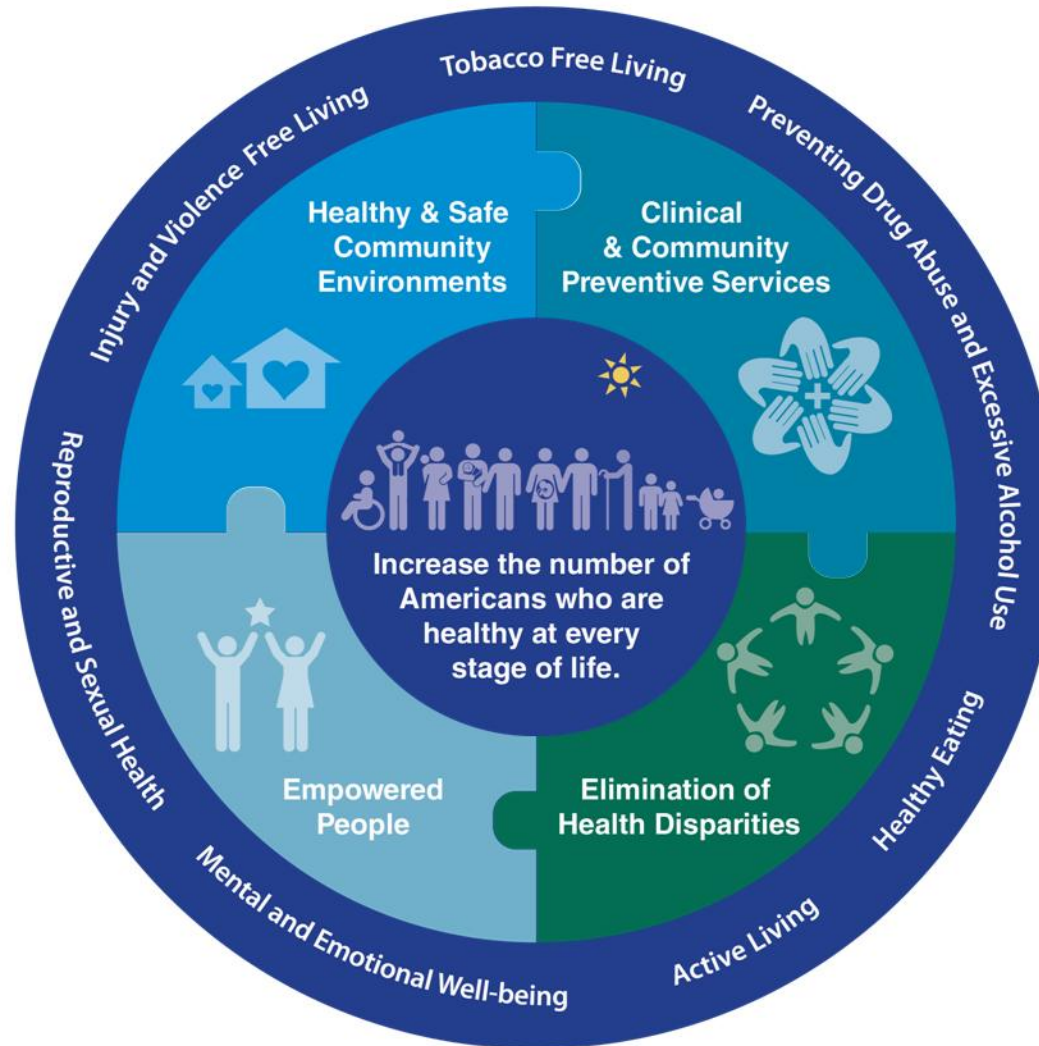 Tobacco Free Living
Preventing Drug Abuse and Excessive Alcohol Use
Healthy Eating
Active Living
Mental and Emotional Well-being
Reproductive and Sexual Health
Injury and Violence Free Living
Healthy & Safe
Community
Environments
Clinical
& Community
Preventive Services
Increase the number of
Americans who are
healthy at every
stage of life.
Empowered
People
Elimination of
Health Disparities